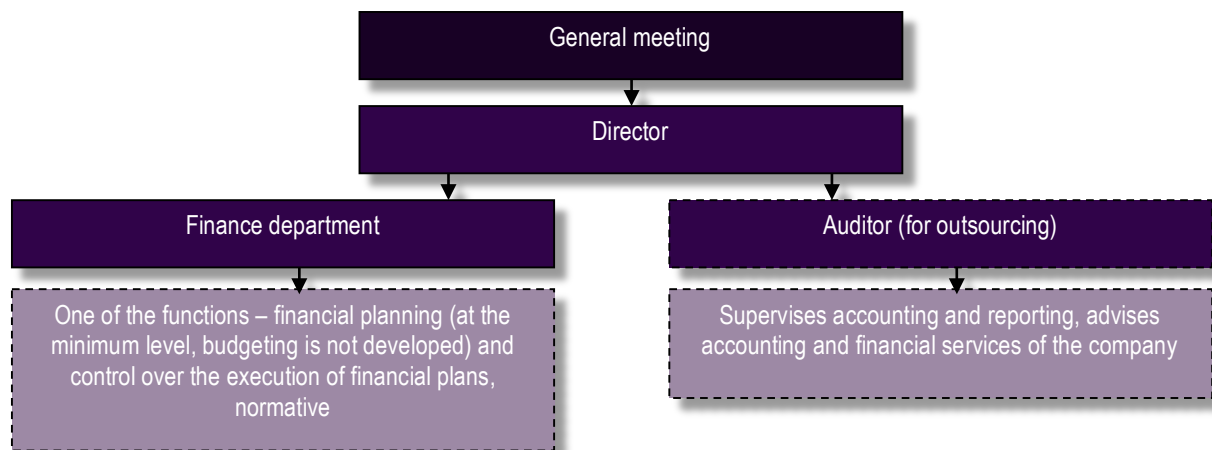 General meeting
Director
Finance department
Auditor (for outsourcing)
One of the functions – financial planning (at the
minimum level, budgeting is not developed) and
control over the execution of financial plans,
normative
Supervises accounting and reporting, advises
accounting and financial services of the company